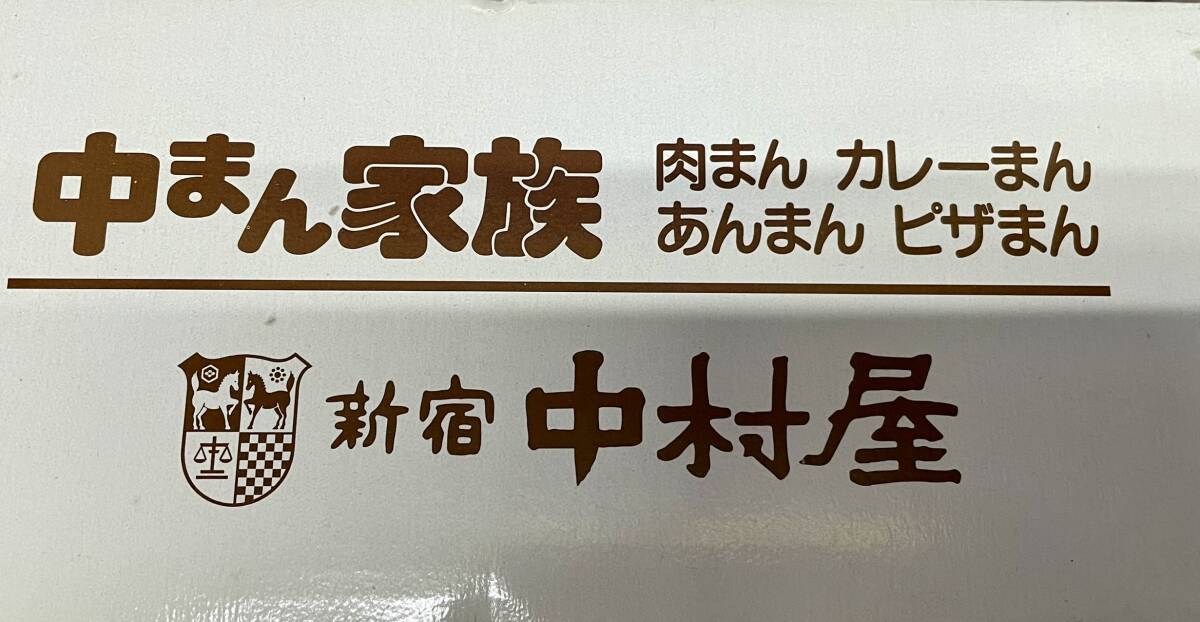 中まん家族
肉まん カレーまん
あんまん ピザまん
新宿 中村屋